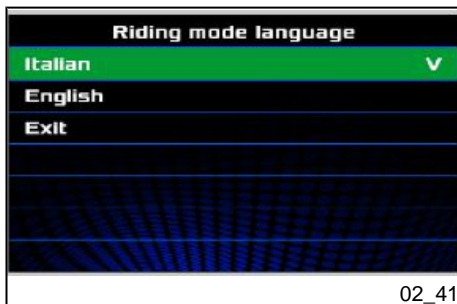 Riding mode language
Italian V
English
Exit
02_41